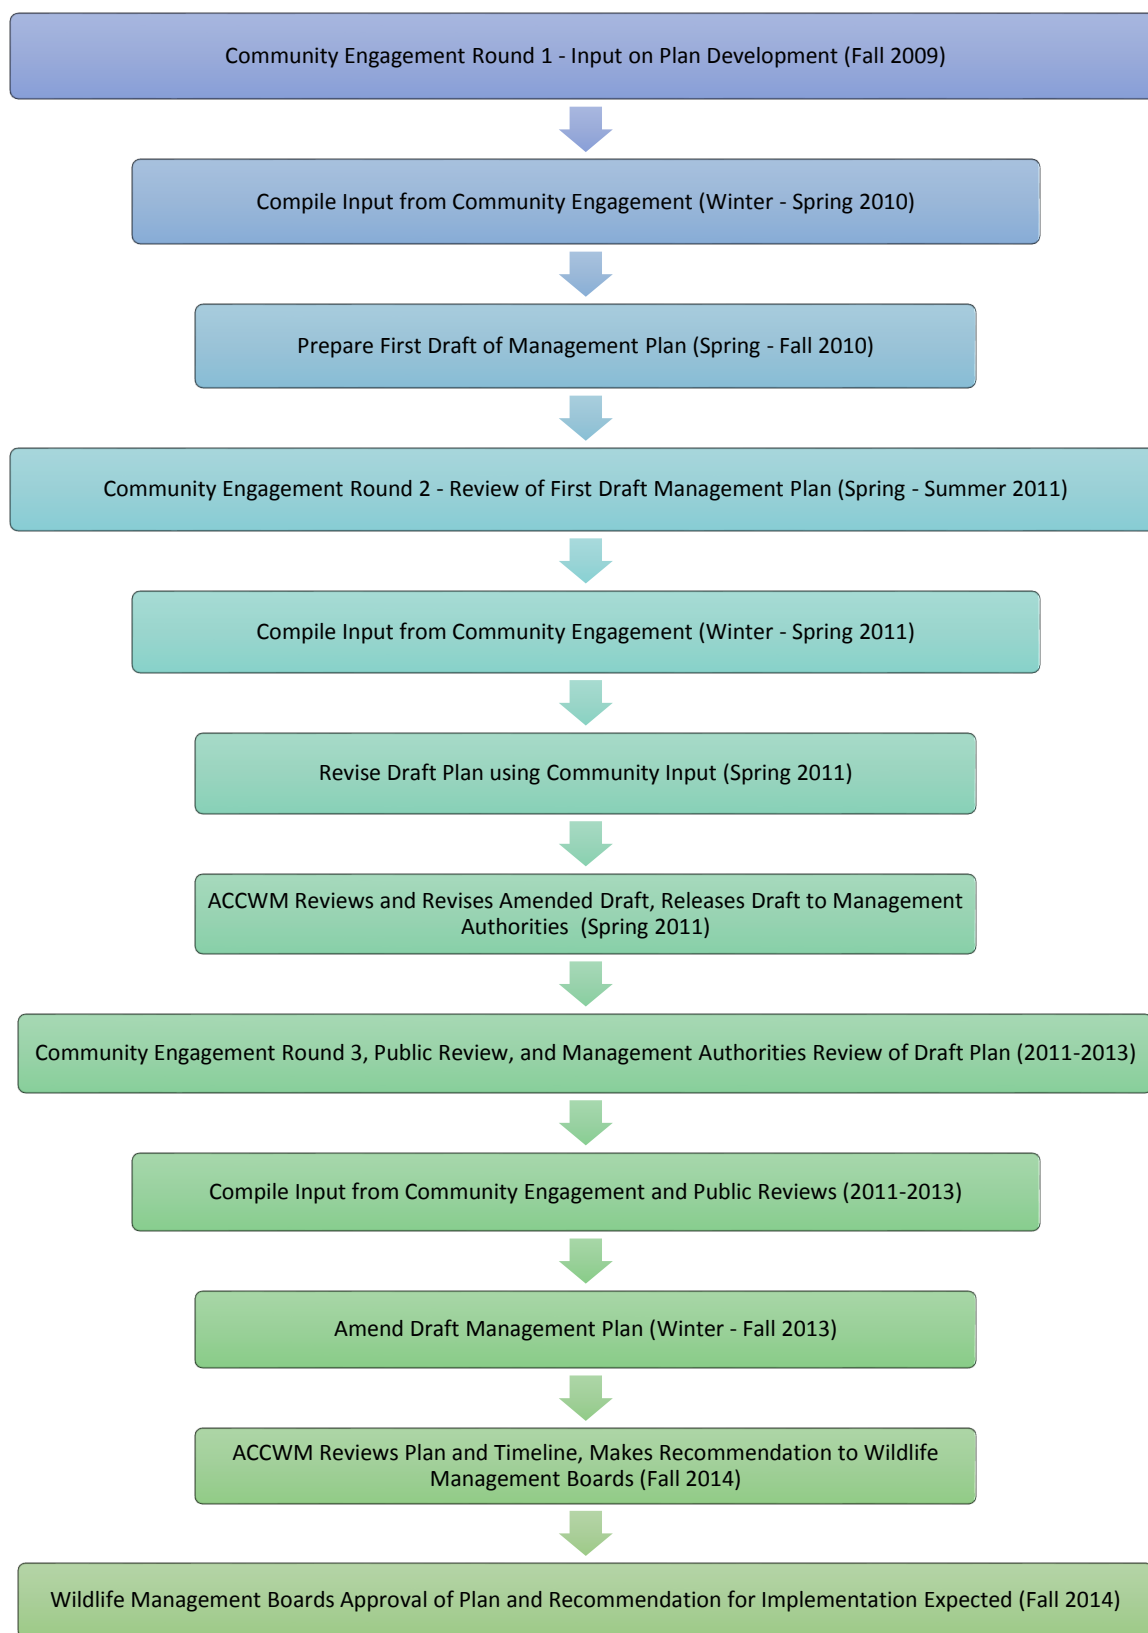 Community Engagement Round 1 - Input on Plan Development (Fall 2009)
Compile Input from Community Engagement (Winter - Spring 2010)
Prepare First Draft of Management Plan (Spring - Fall 2010)
Community Engagement Round 2 - Review of First Draft Management Plan (Spring - Summer 2011)
Compile Input from Community Engagement (Winter - Spring 2011)
Revise Draft Plan using Community Input (Spring 2011)
ACCWM Reviews and Revises Amended Draft, Releases Draft to Management
Authorities (Spring 2011)
Community Engagement Round 3, Public Review, and Management Authorities Review of Draft Plan (2011-2013)
Compile Input from Community Engagement and Public Reviews (2011-2013)
Amend Draft Management Plan (Winter - Fall 2013)
ACCWM Reviews Plan and Timeline, Makes Recommendation to Wildlife
Management Boards (Fall 2014)
Wildlife Management Boards Approval of Plan and Recommendation for Implementation Expected (Fall 2014)